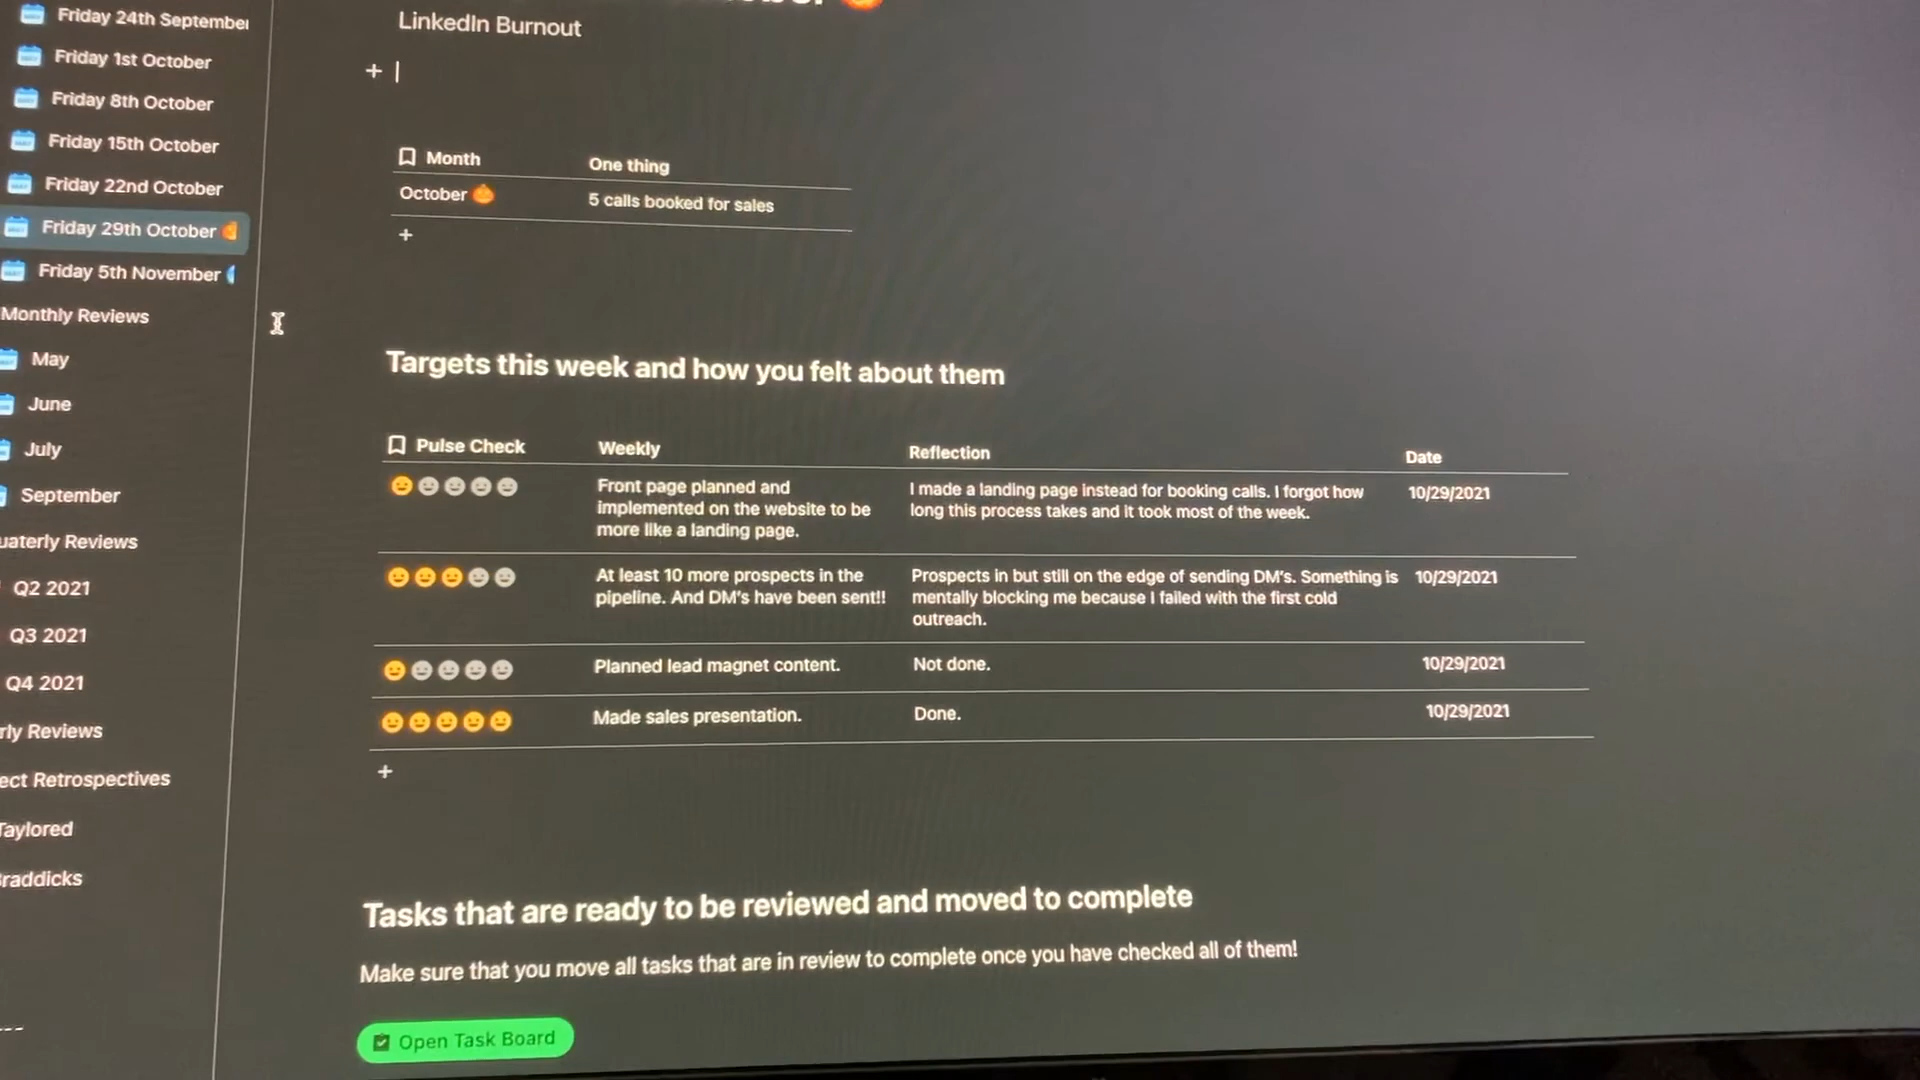 Friday 24th September
Friday 1st October
Friday 8th October
Friday 15th October
Friday 22nd October
Friday 29th October
Friday 5th November
Monthly Reviews
May
June
July
September
uaterly Reviews
Q2 2021
Q3 2021
Q4 2021
rly Reviews
ect Retrospectives
Taylored
raddicks
LinkedIn Burnout
+
Month One thing
October 🎃 5 calls booked for sales
+
Targets this week and how you felt about them
Pulse Check Weekly Reflection Date
Front page planned and
implemented on the website to be
more like a landing page.
I made a landing page instead for booking calls. I forgot how
long this process takes and it took most of the week.
10/29/2021
At least 10 more prospects in the
pipeline. And DM's have been sent!!
Prospects in but still on the edge of sending DM's. Something is
mentally blocking me because I failed with the first cold
outreach.
10/29/2021
Planned lead magnet content. Not done. 10/29/2021
Made sales presentation. Done. 10/29/2021
+
Tasks that are ready to be reviewed and moved to complete
Make sure that you move all tasks that are in review to complete once you have checked all of them!
Open Task Board